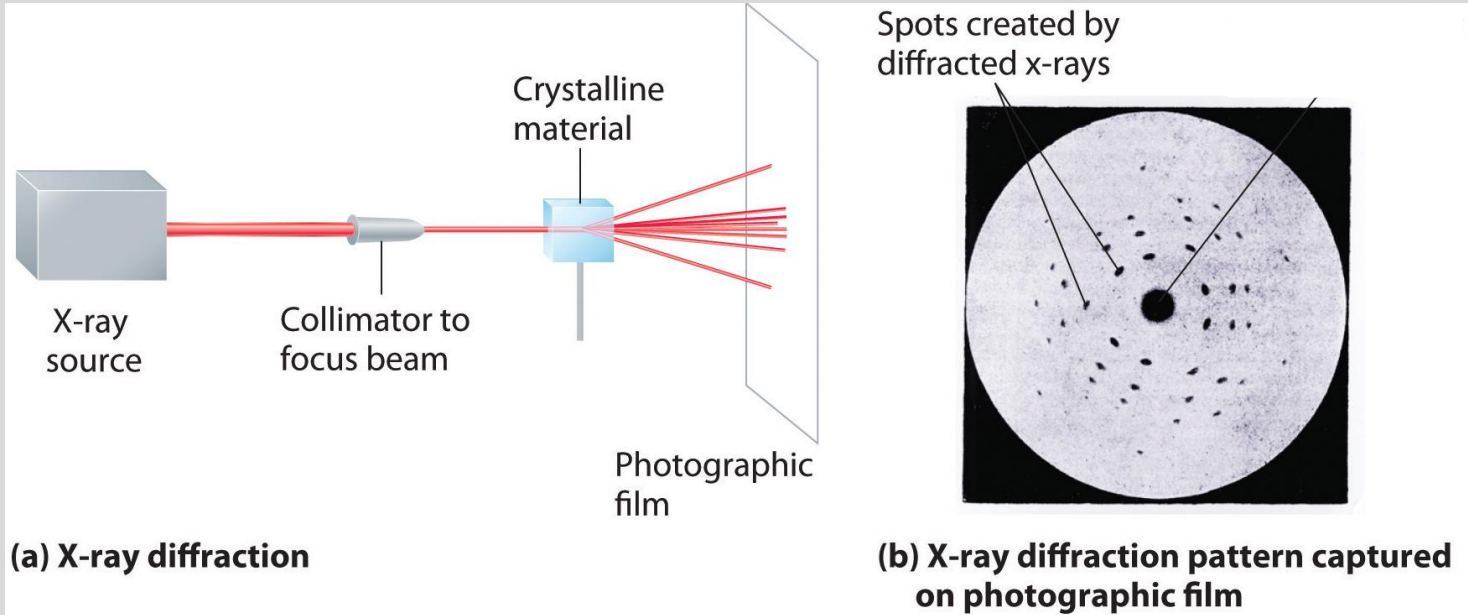 Crystalline
material
X-ray
source
Collimator to
focus beam
Photographic
film
(a) X-ray diffraction
Spots created by
diffracted x-rays
(b) X-ray diffraction pattern captured
on photographic film